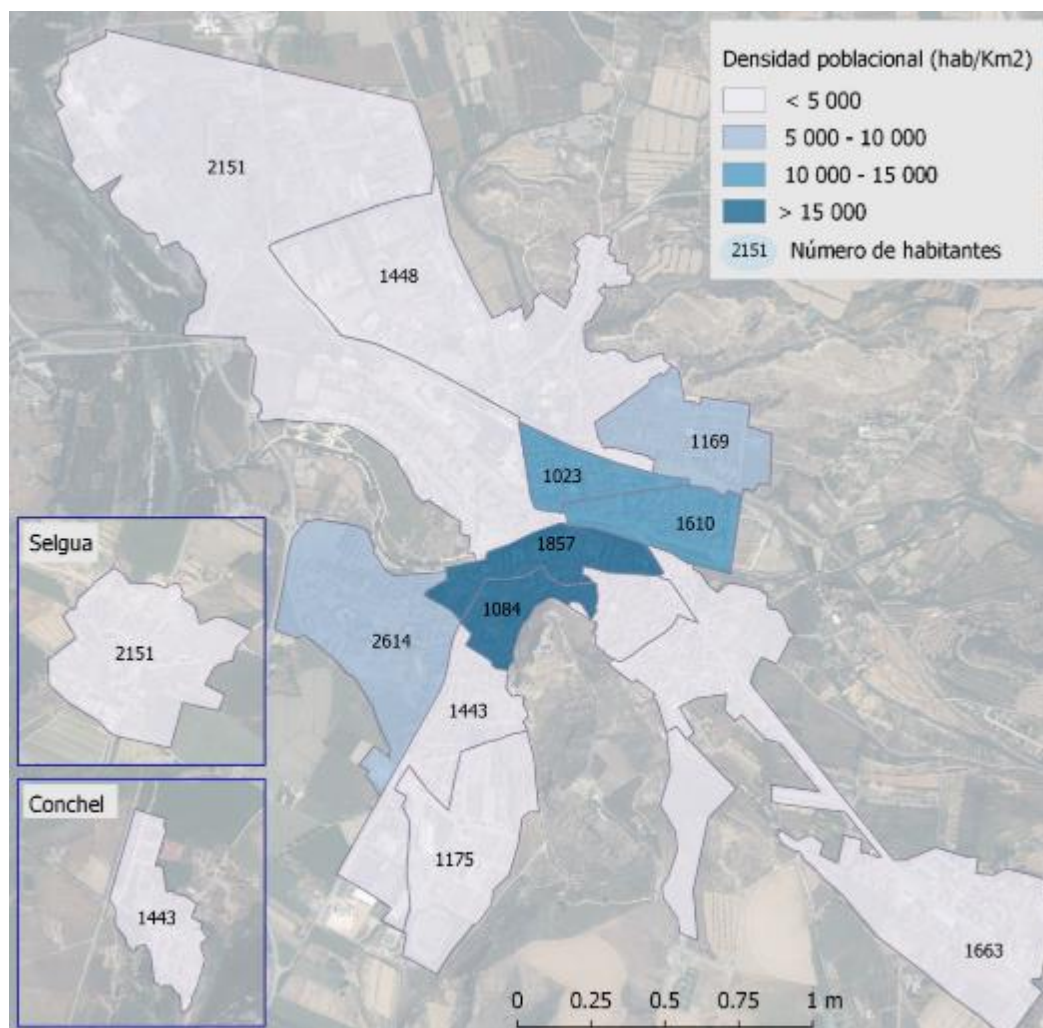 Densidad poblacional (hab/Km2)
< 5 000
5 000 - 10 000
10 000 - 15 000
> 15 000
2151 Número de habitantes
2151
1448
1169
1023
1610
1857
1084
2614
1443
1175
1663
Selgua
2151
Conchel
1443
0 0.25 0.5 0.75 1 m